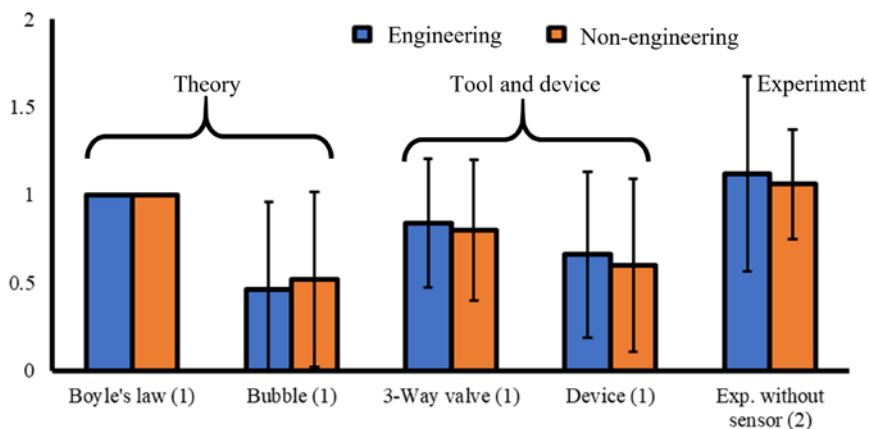 2
Engineering
Non-engineering
Theory
Tool and device
Experiment
1.5
1
0.5
0
Boyle's law (1)
Bubble (1)
3-Way valve (1)
Device (1)
Exp. without
sensor (2)